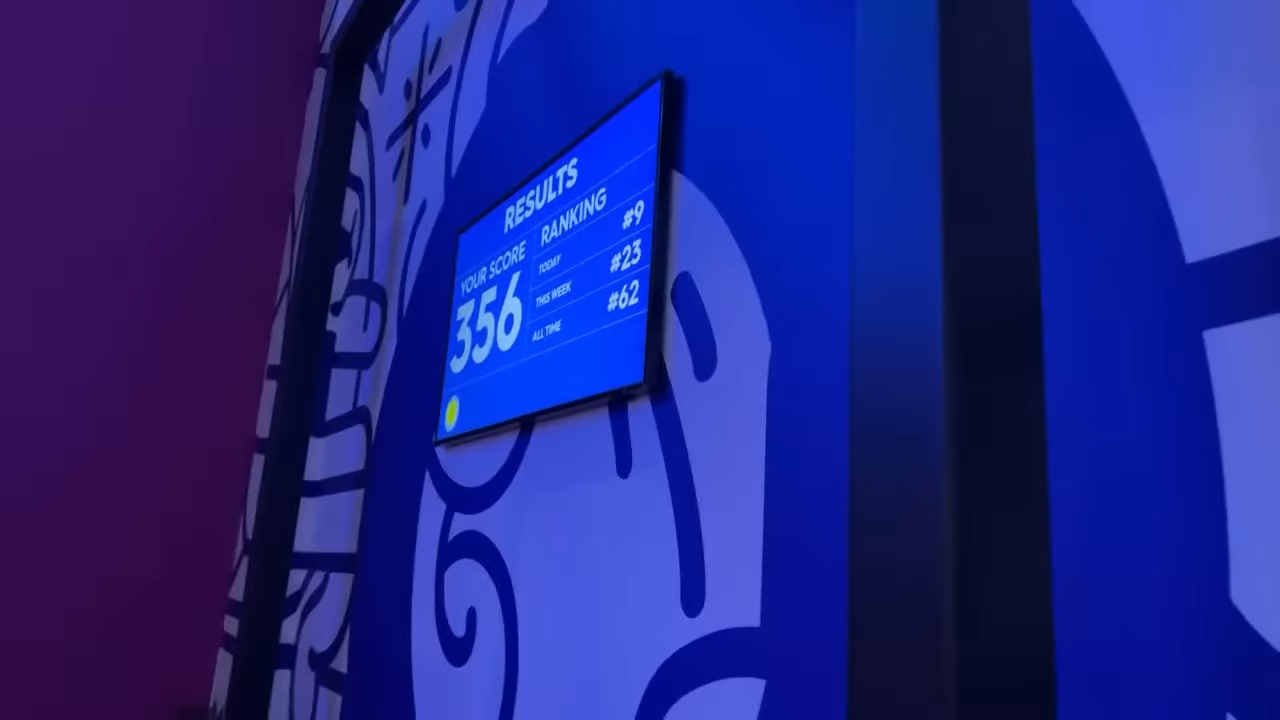 RESULTS
YOUR SCORE
356
RANKING
TODAY #9
THIS WEEK #23
ALL TIME #62